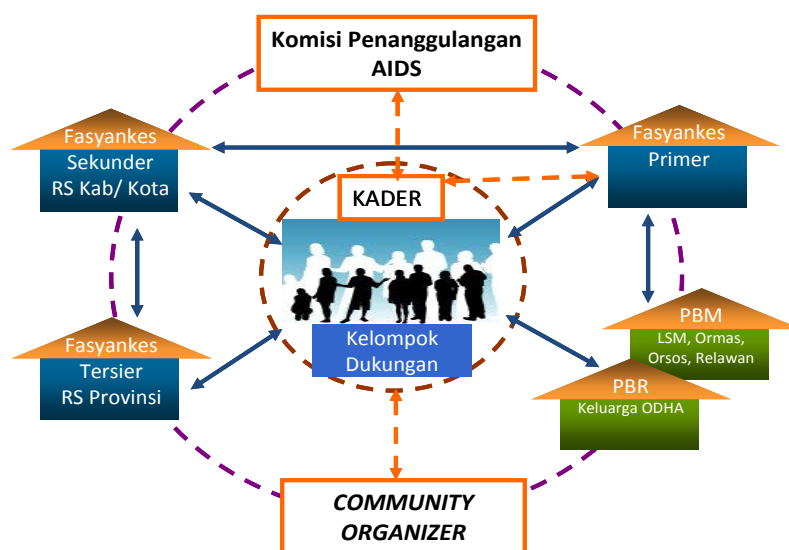 Komisi Penanggulangan
AIDS
Fasyankes
Sekunder
RS Kab/ Kota
Fasyankes
Primer
KADER
Kelompok
Dukungan
Fasyankes
Tersier
RS Provinsi
PBM
LSM, Ormas,
Orsos, Relawan
PBR
Keluarga ODHA
COMMUNITY
ORGANIZER